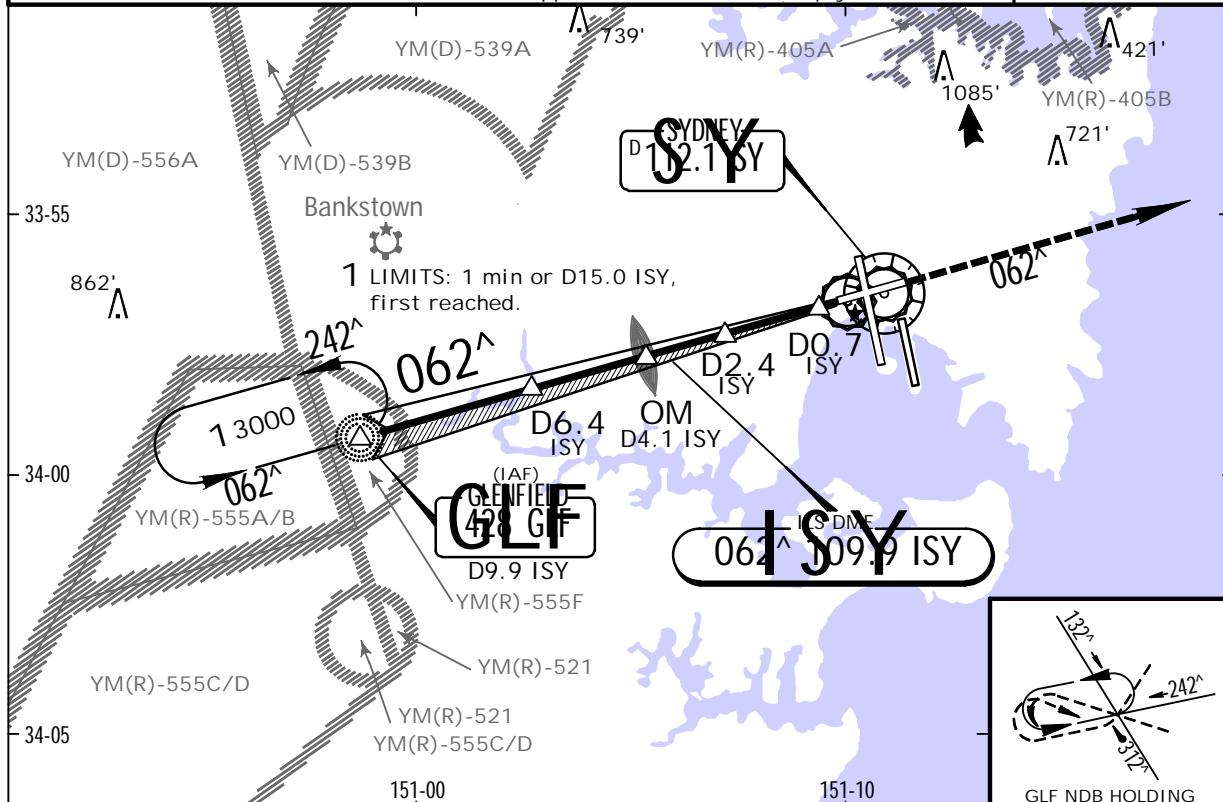 739'
YM(D)-539A
YM(R)-405A
421'
1085'
YM(R)-405B
721'
YM(D)-556A
YM(D)-539B
SYDNEY
D 112.1 SY
S Y
Bankstown
33-55
1 LIMITS: 1 min or D15.0 ISY,
first reached.
862'
062^
242^
062^
D0.7
ISY
D2.4
ISY
OM
D4.1 ISY
D6.4
ISY
1 3000
062^
34-00
(IAF)
GLENFIELD
428 GLF
GLF
D9.9 ISY
ILS DME
062^ 109.9 ISY
I S Y
YM(R)-555A/B
YM(R)-555F
YM(R)-521
YM(R)-555C/D
YM(R)-521
YM(R)-555C/D
34-05
151-00
151-10
132^
242^
312^
GLF NDB HOLDING